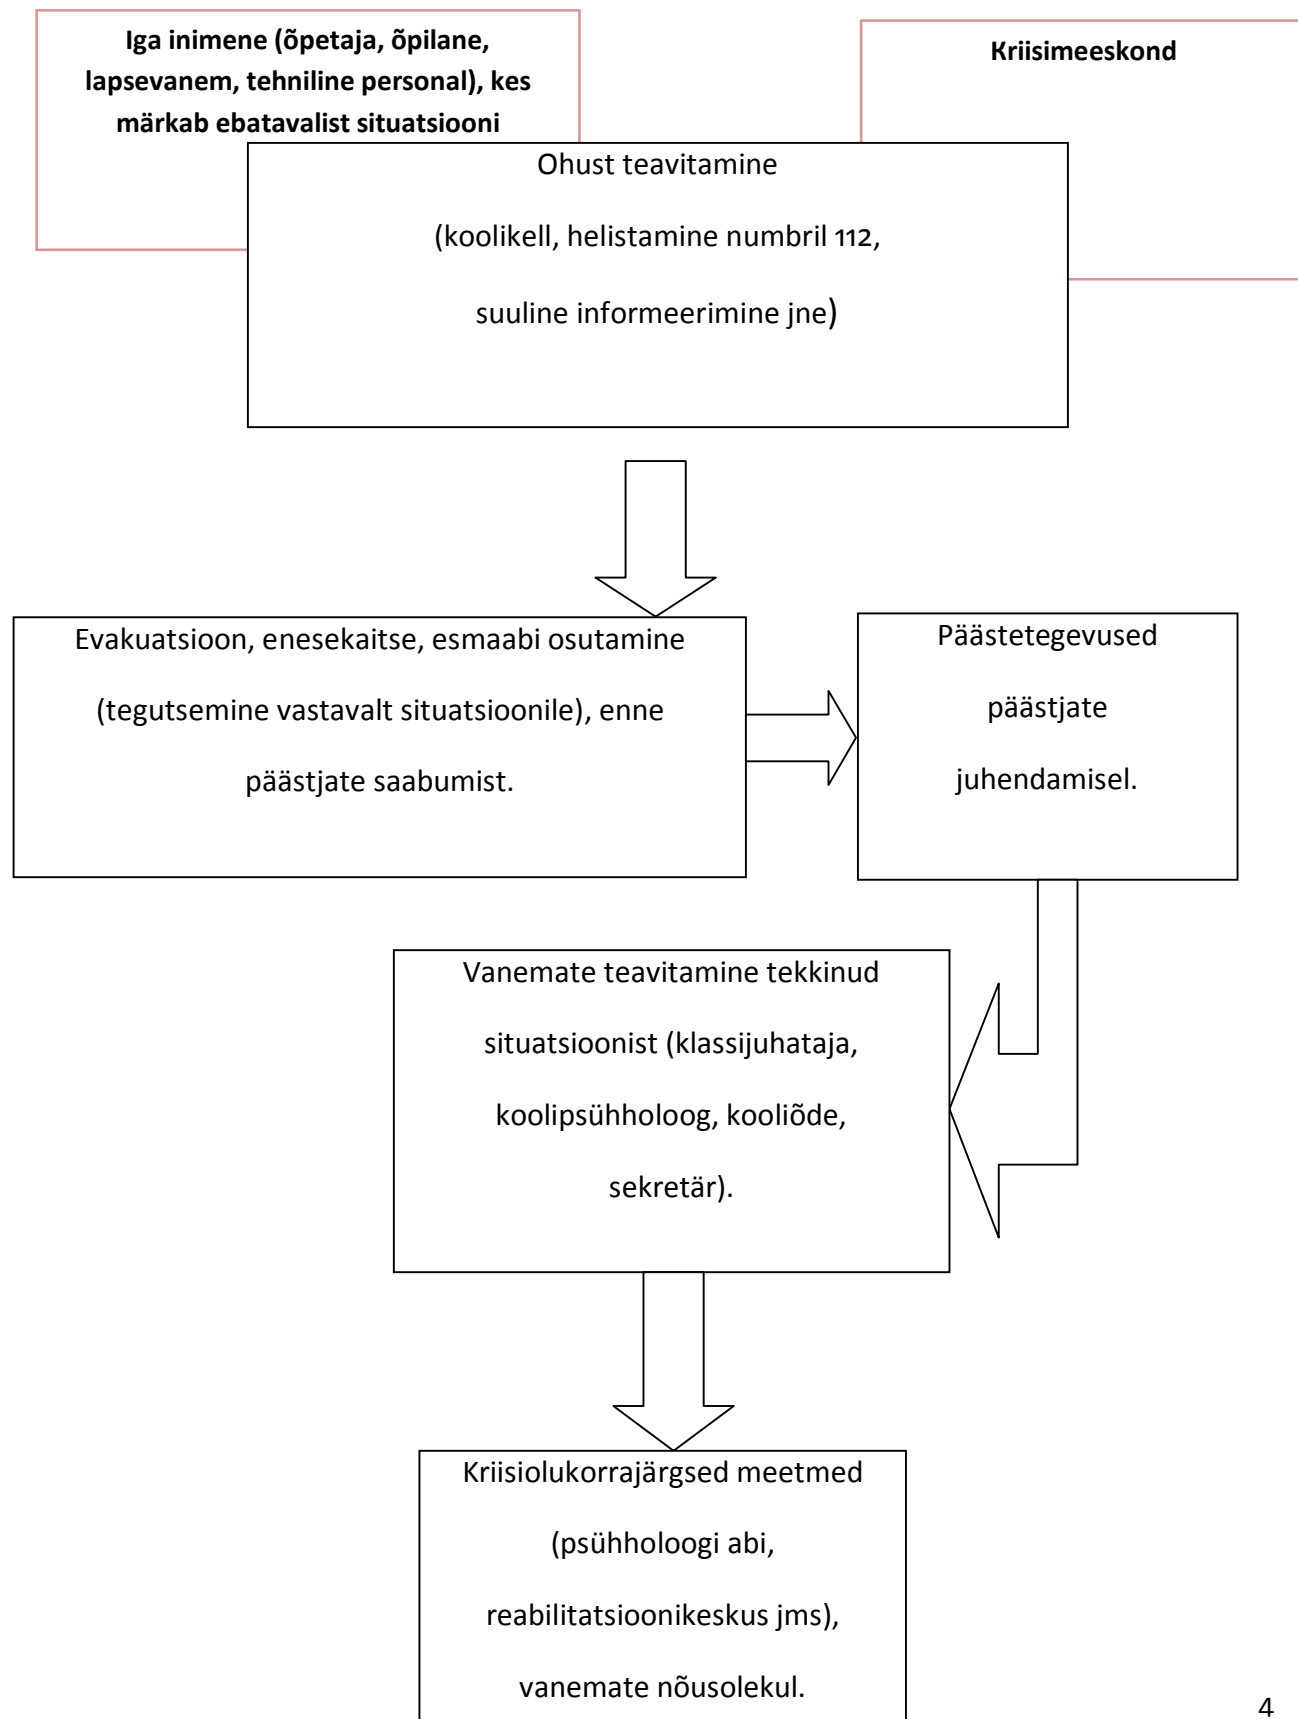 Iga inimene (õpetaja, õpilane,
lapsevanem, tehniline personal), kes
märkab ebatavalist situatsiooni
Kriisimeeskond
Ohust teavitamine
(koolikell, helistamine numbril 112,
suuline informeerimine jne)
Evakuatsioon, enesekaitse, esmaabi osutamine
(tegutsemine vastavalt situatsioonile), enne
päästjate saabumist.
Päästetegevused
päästjate
juhendamisel.
Vanemate teavitamine tekkinud
situatsioonist (klassijuhataja,
koolipsühholoog, kooliõde,
sekretär).
Kriisiolukorrajärgsed meetmed
(psühholoogi abi,
reabilitatsioonikeskus jms),
vanemate nõusolekul.
4